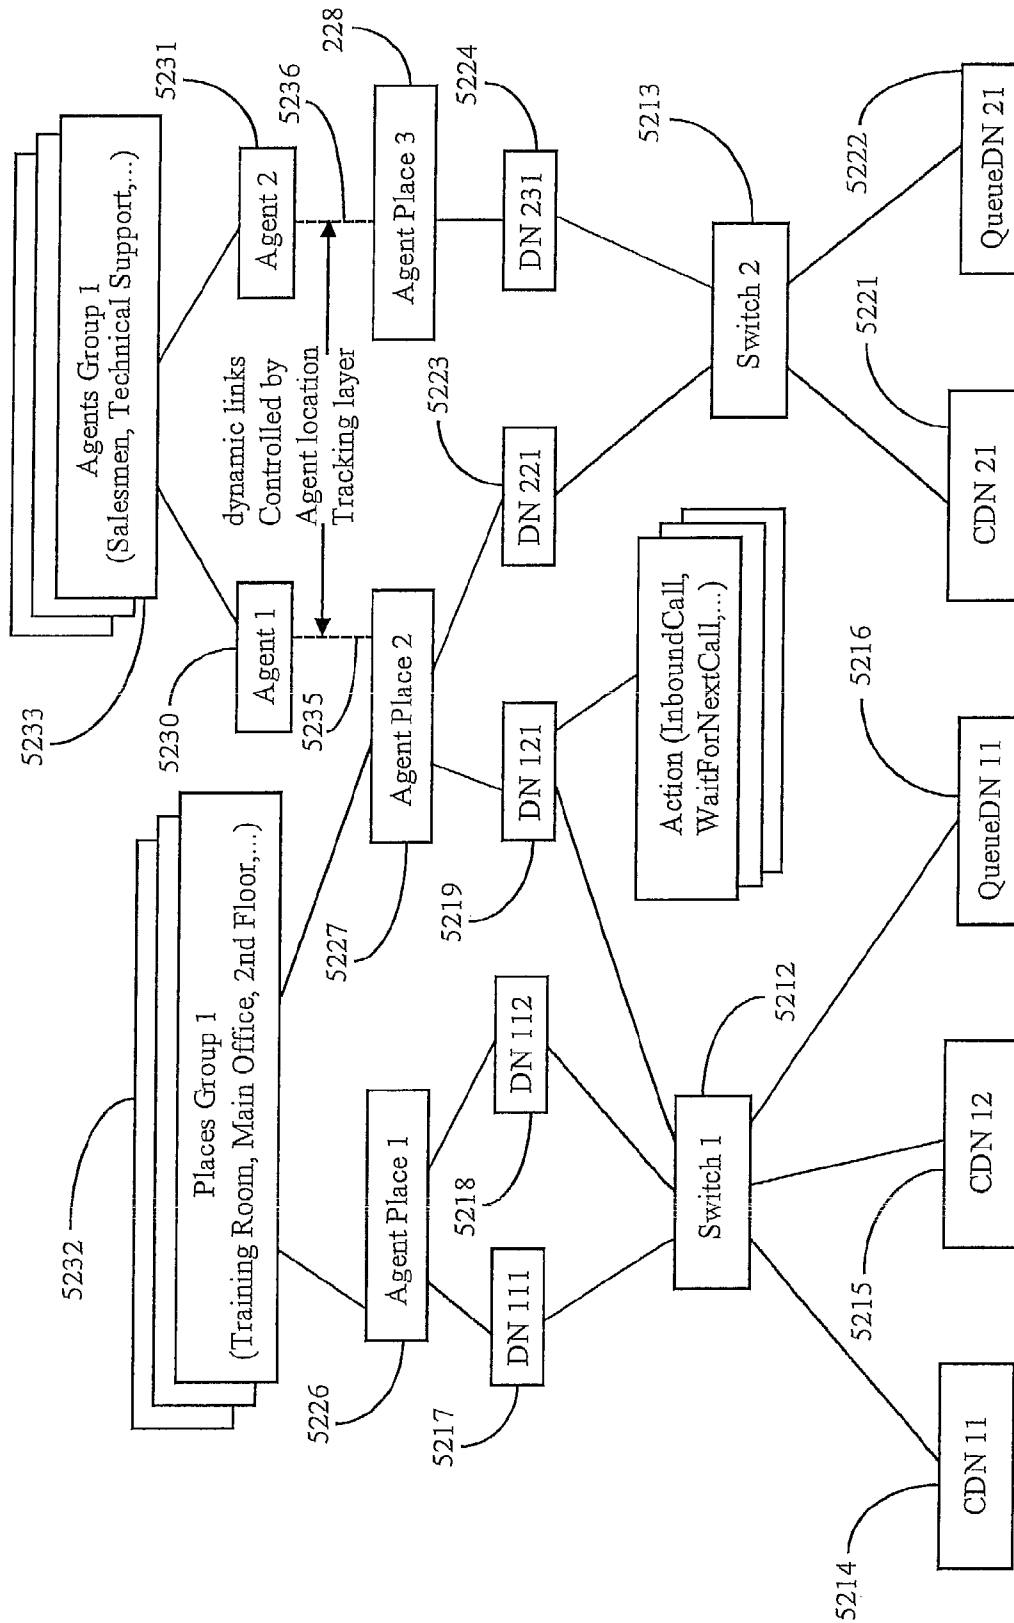 5232
Places Group 1
(Training Room, Main Office, 2nd Floor,...)
5233
Agents Group 1
(Salesmen, Technical Support,...)
5230
Agent 1
5231
Agent 2
5235
dynamic links
Controlled by
Agent location
Tracking layer
5236
5226
Agent Place 1
5227
Agent Place 2
Agent Place 3
228
5217
DN 111
5218
DN 112
5219
DN 121
DN 221
5223
DN 231
5224
Action (InboundCall,
WaitForNextCall,...)
Switch 1
5212
Switch 2
5213
5214
CDN 11
5215
CDN 12
QueueDN 11
5216
CDN 21
5221
QueueDN 21
5222